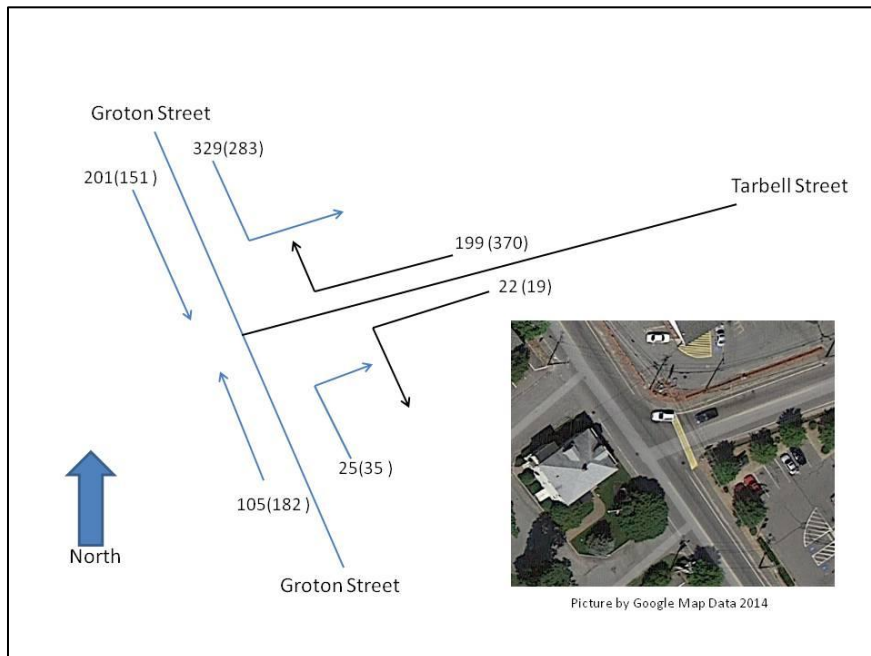 Groton Street
329(283)
201(151 )
Tarbell Street
199 (370)
22 (19)
25(35 )
105(182 )
North
Groton Street
Picture by Google Map Data 2014